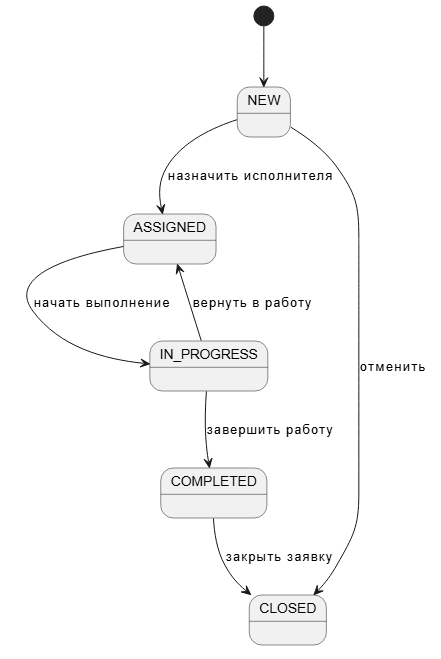 NEW
назначить исполнителя
ASSIGNED
начать выполнение
вернуть в работу
IN_PROGRESS
отменить
завершить работу
COMPLETED
закрыть заявку
CLOSED